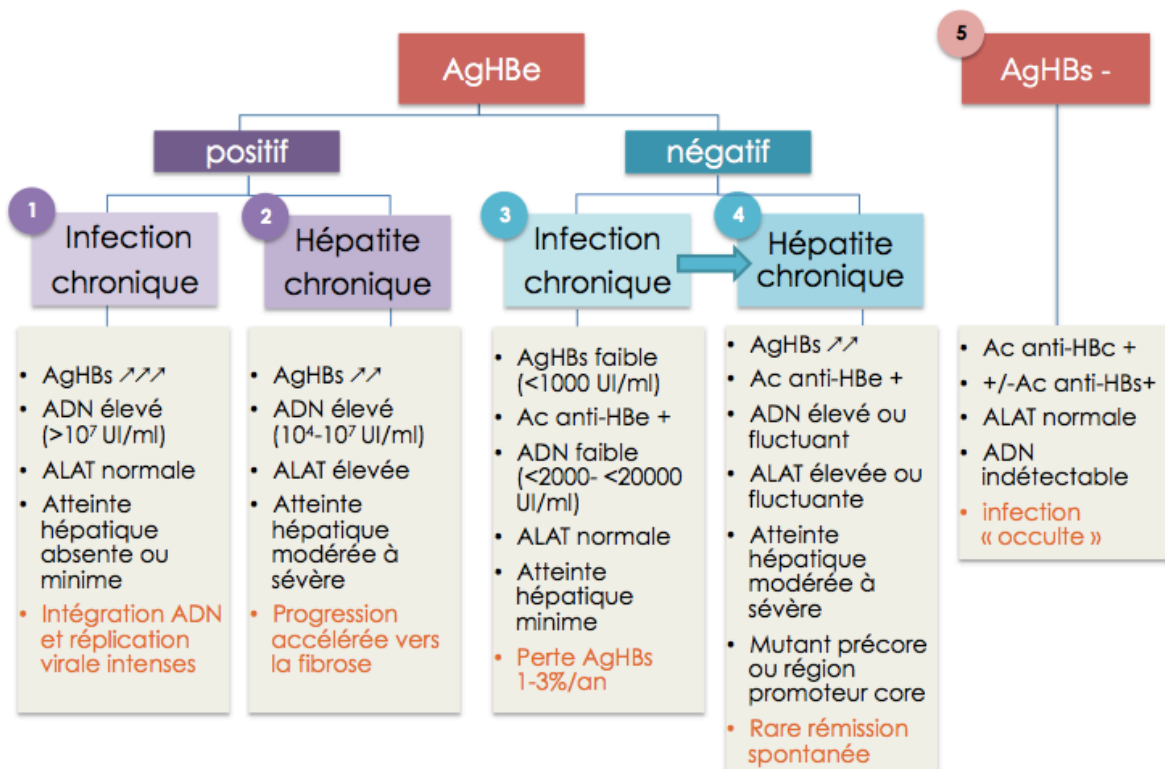 AgHBe
5
AgHBs -
positif
négatif
1
Infection
chronique
2
Hépatite
chronique
3
Infection
chronique
4
Hépatite
chronique
• AgHBs ↗↗↗
• ADN élevé
(>10⁷ UI/ml)
• ALAT normale
• Atteinte
hépatique
absente ou
minime
• Intégration ADN
et réplication
virale intenses
• AgHBs ↗↗
• ADN élevé
(10⁴-10⁷ UI/ml)
• ALAT élevée
• Atteinte
hépatique
modérée à
sévère
• Progression
accélérée vers
la fibrose
• AgHBs faible
(<1000 UI/ml)
• Ac anti-HBe +
• ADN faible
(<2000- <20000
UI/ml)
• ALAT normale
• Atteinte
hépatique
minime
• Perte AgHBs
1-3%/an
• AgHBs ↗↗
• Ac anti-HBe +
• ADN élevé ou
fluctuant
• ALAT élevée ou
fluctuante
• Atteinte
hépatique
modérée à
sévère
• Mutant précore
ou région
promoteur core
• Rare rémission
spontanée
• Ac anti-HBc +
• +/-Ac anti-HBs+
• ALAT normale
• ADN
indétectable
• infection
« occulte »